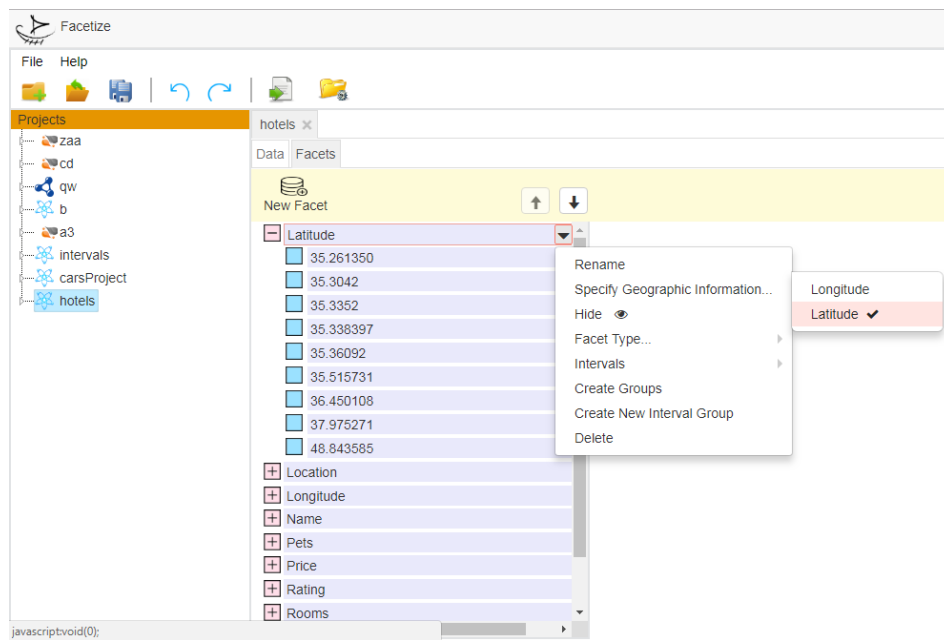 Facetize
File Help
Projects
zaa
cd
qw
b
a3
intervals
carsProject
hotels
hotels ×
Data Facets
New Facet
Latitude
35.261350
35.3042
35.3352
35.338397
35.36092
35.515731
36.450108
37.975271
48.843585
Location
Longitude
Name
Pets
Price
Rating
Rooms
Rename
Specify Geographic Information...
Hide
Facet Type...
Intervals
Create Groups
Create New Interval Group
Delete
Longitude
Latitude
javascript:void(0);